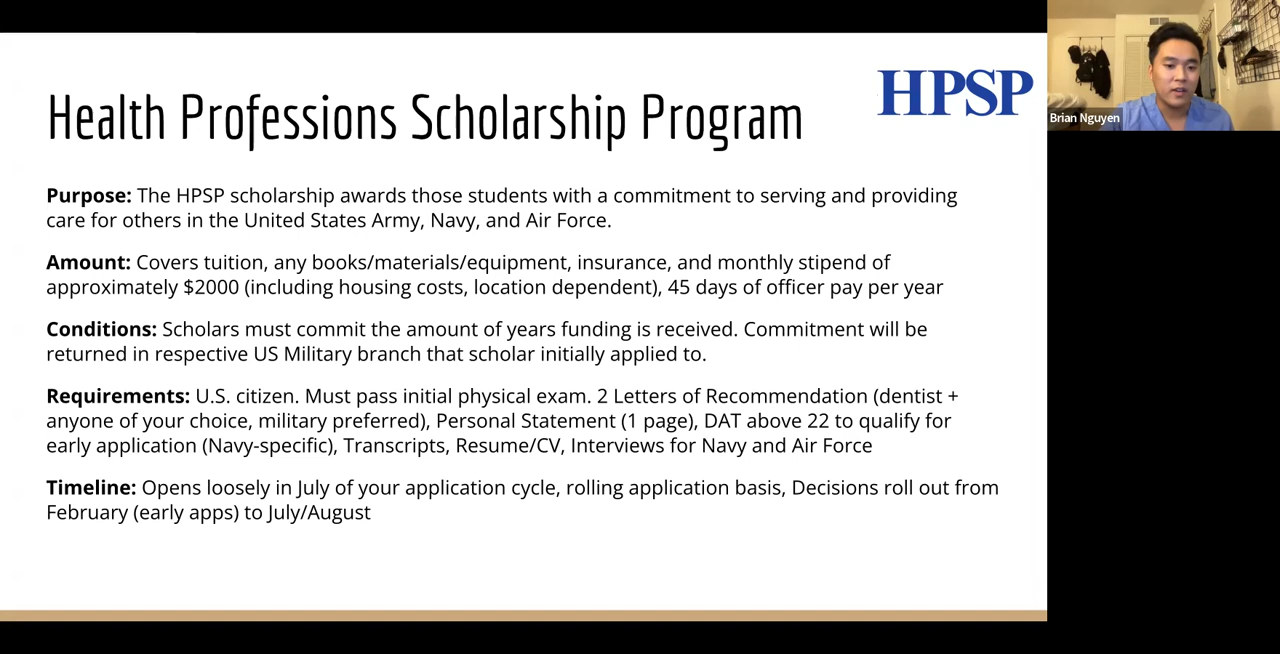 HPSP
Health Professions Scholarship Program
Purpose: The HPSP scholarship awards those students with a commitment to serving and providing
care for others in the United States Army, Navy, and Air Force.
Amount: Covers tuition, any books/materials/equipment, insurance, and monthly stipend of
approximately $2000 (including housing costs, location dependent), 45 days of officer pay per year
Conditions: Scholars must commit the amount of years funding is received. Commitment will be
returned in respective US Military branch that scholar initially applied to.
Requirements: U.S. citizen. Must pass initial physical exam. 2 Letters of Recommendation (dentist +
anyone of your choice, military preferred), Personal Statement (1 page), DAT above 22 to qualify for
early application (Navy-specific), Transcripts, Resume/CV, Interviews for Navy and Air Force
Timeline: Opens loosely in July of your application cycle, rolling application basis, Decisions roll out from
February (early apps) to July/August
Brian Nguyen